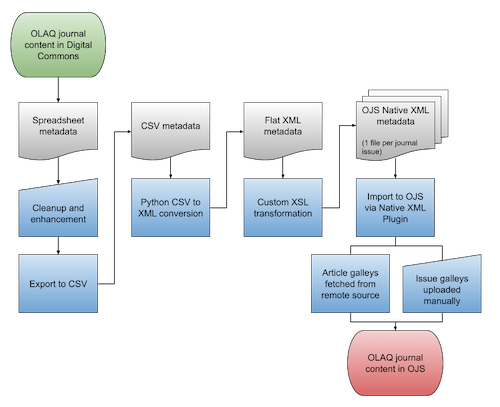 OLAQ journal
content in Digital
Commons
Spreadsheet
metadata
Cleanup and
enhancement
Export to CSV
CSV metadata
Python CSV to
XML conversion
Flat XML
metadata
Custom XSL
transformation
OJS Native XML
metadata
(1 file per journal
issue)
Import to OJS
via Native XML
Plugin
Article galleys
fetched from
remote source
Issue galleys
uploaded
manually
OLAQ journal
content in OJS